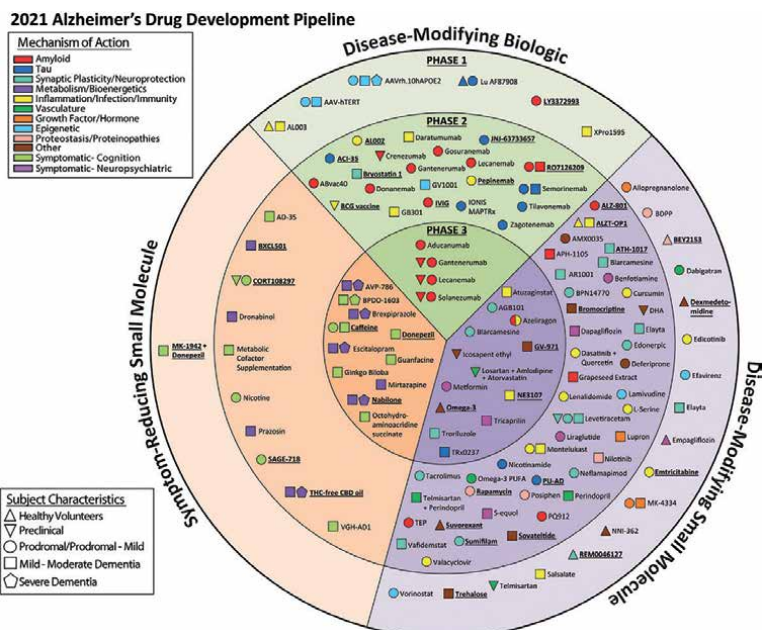 2021 Alzheimer's Drug Development Pipeline
Mechanism of Action
Amyloid
Tau
Synaptic Plasticity/Neuroprotection
Metabolism/Bioenergetics
Inflammation/Infection/Immunity
Vasculature
Growth Factor/Hormone
Epigenetic
Proteostasis/Proteinopathies
Other
Symptomatic- Cognition
Symptomatic- Neuropsychiatric
Disease-Modifying Biologic
PHASE 1
AAVrh.10hAPOE2
Lu AF87908
AAV-hTERT
LY3372993
AL003
XPro1595
PHASE 2
AL002
Daratumumab
JNJ-63733657
ACI-35
Crenezumab
Gosuranemab
Bryostatin 1
Gantenerumab
Lecanemab
RO7126209
ABvac40
Donanemab
GV1001
Pepinemab
Semorinemab
RCG vaccine
GB301
IVIG
IONIS
MAPTRx
Tilavonemab
Zagotenemab
PHASE 3
Aducanumab
Gantenerumab
Lecanemab
Solanezumab
Symptom-Reducing Small Molecule
MK-1942 +
Donepezil
AD-35
BXCL501
CORT108297
Dronabinol
Metabolic
Cofactor
Supplementation
Nicotine
Prazosin
SAGE-718
THC-free CBD oil
VGH-AD1
AVP-786
BPDO-1603
Brexpiprazole
Caffeine
Donepezil
Escitalopram
Guanfacine
Ginkgo Biloba
Mirtazapine
Nabilone
Octohydro-
aminoacridine
succinate
Disease-Modifying Small Molecule
Atuzaginstat
AGB101
Azeliragon
Blarcamesine
GV-971
Icosapent ethyl
Losartan + Amlodipine
+ Atorvastatin
Metformin
NE3107
Omega-3
Tricaprilin
Troriluzole
TRx0237
ALZ-801
ALZT-OP1
AMX0035
ATH-1017
APH-1105
Blarcamesine
AR1001
Benfotiamine
BPN14770
Curcumin
Bromocriptine
DHA
Dapagliflozin
Elayta
Edonerpic
Dasatinib +
Quercetin
Deferiprone
Grapeseed Extract
Lenalidomide
Lamivudine
L-Serine
Levetiracetam
Liraglutide
Lupron
Montelukast
Nilotinib
Nicotinamide
Neflamapimod
Tacrolimus
Omega-3 PUFA
PU-AD
Telmisartan
+ Perindopril
Rapamycin
Posiphen
Perindopril
S-equol
TEP
Suvorexant
PQ912
Vafidemstat
Sumifilam
Sovateltide
Valacyclovir
Allopregnanolone
BDPP
BEY2153
Dabigatran
Dexmedeto-
midine
Edicotinib
Efavirenz
Elayta
Empagliflozin
Emtricitabine
MK-4334
NNI-362
REM0046127
Salsalate
Telmisartan
Trehalose
Vorinostat
Subject Characteristics
Healthy Volunteers
Preclinical
Prodromal/Prodromal - Mild
Mild - Moderate Dementia
Severe Dementia